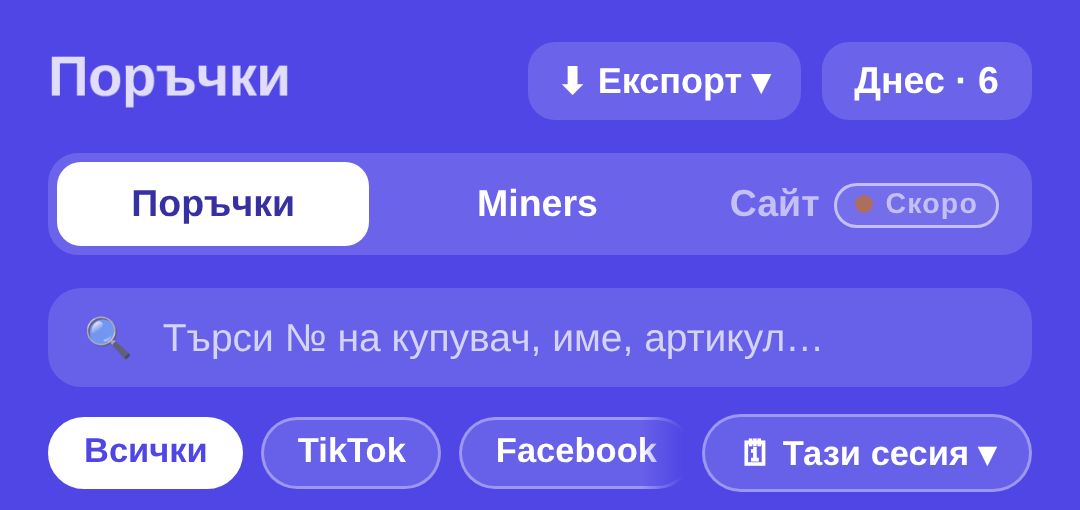 Поръчки
⬇ Експорт ▾
Днес · 6
Поръчки
Miners
Сайт
Скоро
Търси № на купувач, име, артикул…
Всички
TikTok
Facebook
Тази сесия ▾